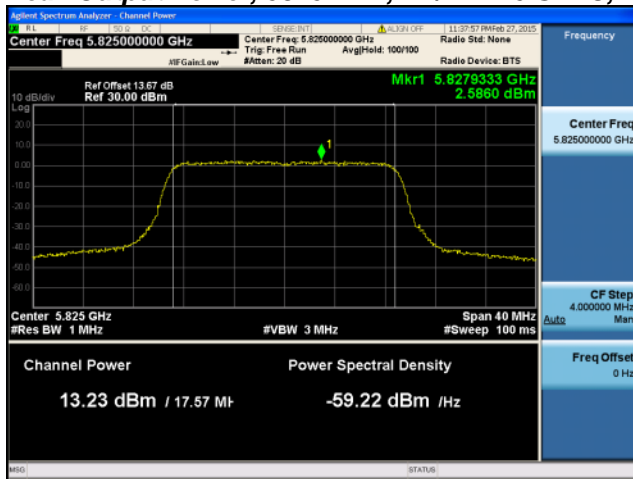 Agilent Spectrum Analyzer - Channel Power
RL RF 50 Ω DC SENSE:INT ALIGN OFF 11:37:57 PM Feb 27, 2015
Center Freq 5.825000000 GHz
Center Freq: 5.825000000 GHz
Radio Std: None
Trig: Free Run Avg|Hold: 100/100
#IFGain:Low #Atten: 20 dB Radio Device: BTS
Frequency
Ref Offset 13.67 dB
Mkr1 5.8279333 GHz
10 dB/div Ref 30.00 dBm 2.5860 dBm
Log
20.0
10.0
0.00
-10.0
-20.0
-30.0
-40.0
-50.0
-60.0
1
Center 5.825 GHz Span 40 MHz
#Res BW 1 MHz #VBW 3 MHz #Sweep 100 ms
Channel Power Power Spectral Density
13.23 dBm / 17.57 MH -59.22 dBm /Hz
Center Freq
5.825000000 GHz
CF Step
4.000000 MHz
Auto Man
Freq Offset
0 Hz
MSG STATUS